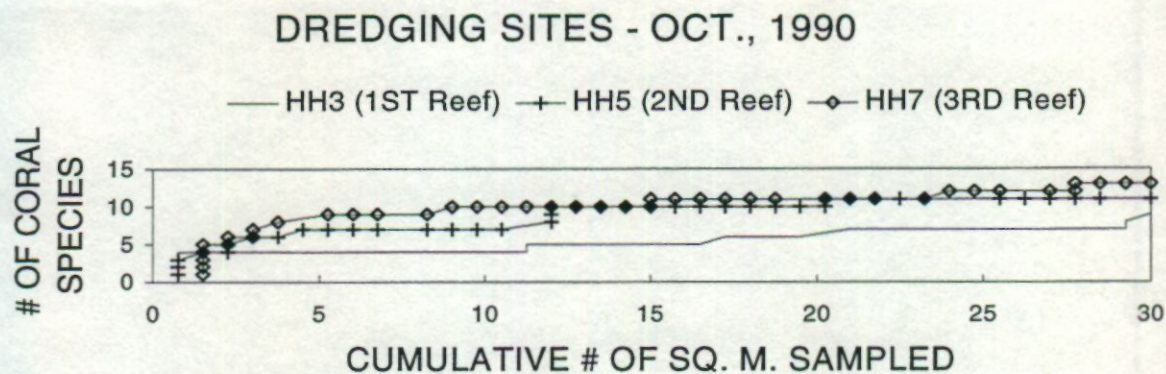 DREDGING SITES - OCT., 1990
HH3 (1ST Reef) HH5 (2ND Reef) HH7 (3RD Reef)
# OF CORAL
SPECIES
15
10
5
0
0 5 10 15 20 25 30
CUMULATIVE # OF SQ. M. SAMPLED